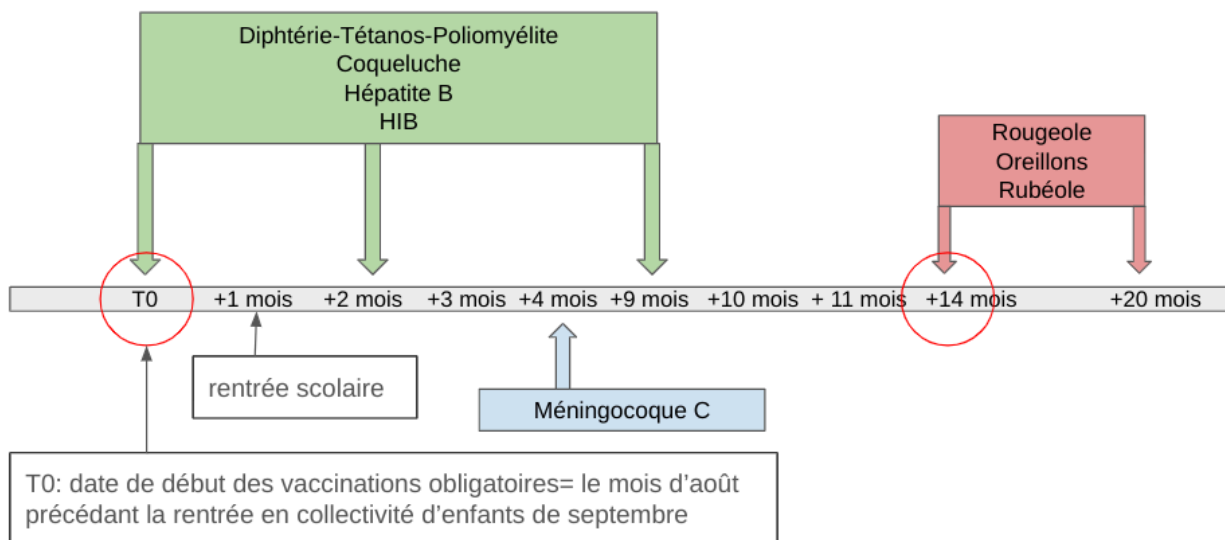 Diphtérie-Tétanos-Poliomyélite
Coqueluche
Hépatite B
HIB
Rougeole
Oreillons
Rubéole
T0 +1 mois +2 mois +3 mois +4 mois +9 mois +10 mois + 11 mois +14 mois +20 mois
rentrée scolaire
Méningocoque C
T0: date de début des vaccinations obligatoires= le mois d’août
précédant la rentrée en collectivité d’enfants de septembre